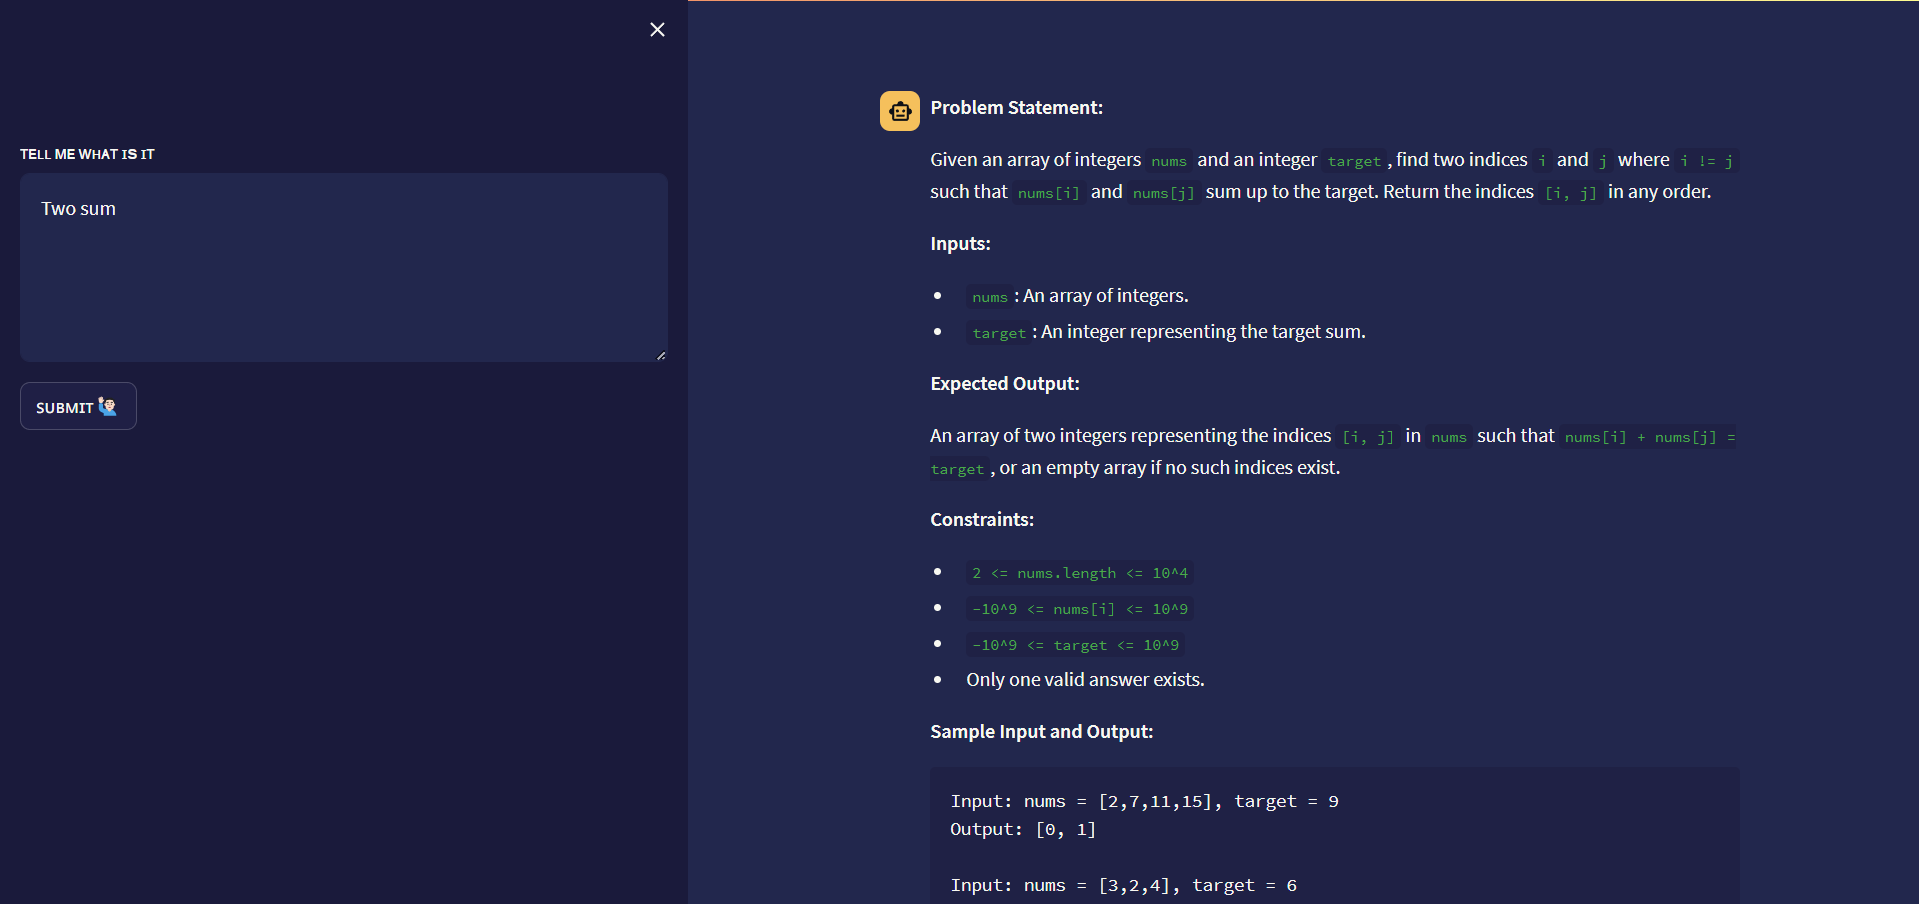 TELL ME WHAT IS IT
Two sum
SUBMIT
Problem Statement:
Given an array of integers nums and an integer target, find two indices i and j where i != j
such that nums[i] and nums[j] sum up to the target. Return the indices [i, j] in any order.
Inputs:
• nums: An array of integers.
• target: An integer representing the target sum.
Expected Output:
An array of two integers representing the indices [i, j] in nums such that nums[i] + nums[j] =
target, or an empty array if no such indices exist.
Constraints:
• 2 <= nums.length <= 10^4
• -10^9 <= nums[i] <= 10^9
• -10^9 <= target <= 10^9
• Only one valid answer exists.
Sample Input and Output:
Input: nums = [2,7,11,15], target = 9
Output: [0, 1]
Input: nums = [3,2,4], target = 6